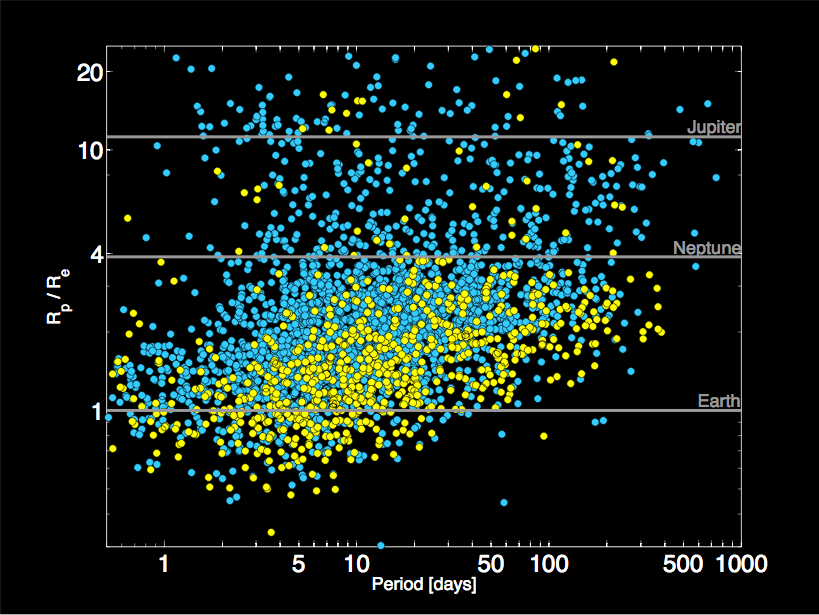 20
Jupiter
10
Neptune
4
Rp / Re
Earth
1
1 5 10 50 100 500 1000
Period [days]